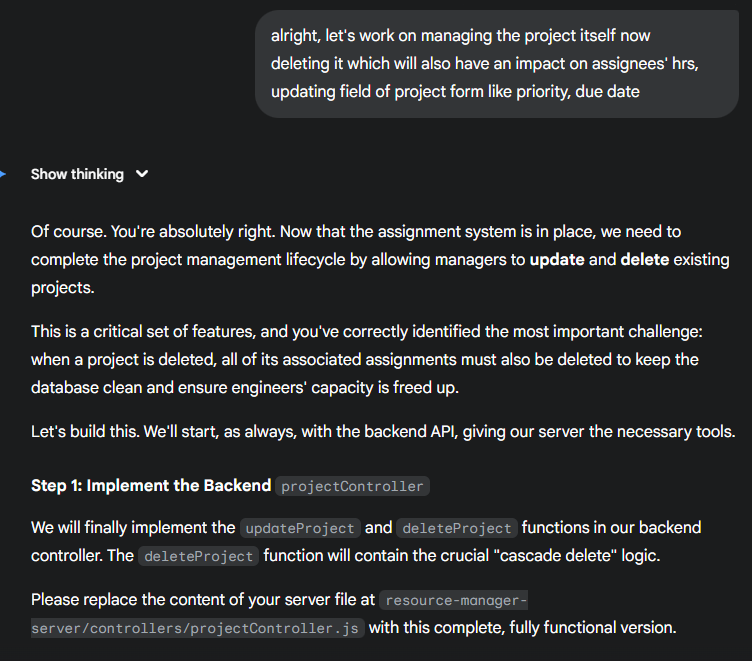 alright, let's work on managing the project itself now
deleting it which will also have an impact on assignees' hrs,
updating field of project form like priority, due date
Show thinking
Of course. You're absolutely right. Now that the assignment system is in place, we need to
complete the project management lifecycle by allowing managers to update and delete existing
projects.
This is a critical set of features, and you've correctly identified the most important challenge:
when a project is deleted, all of its associated assignments must also be deleted to keep the
database clean and ensure engineers' capacity is freed up.
Let's build this. We'll start, as always, with the backend API, giving our server the necessary tools.
Step 1: Implement the Backend projectController
We will finally implement the updateProject and deleteProject functions in our backend
controller. The deleteProject function will contain the crucial "cascade delete" logic.
Please replace the content of your server file at resource-manager-
server/controllers/projectController.js with this complete, fully functional version.